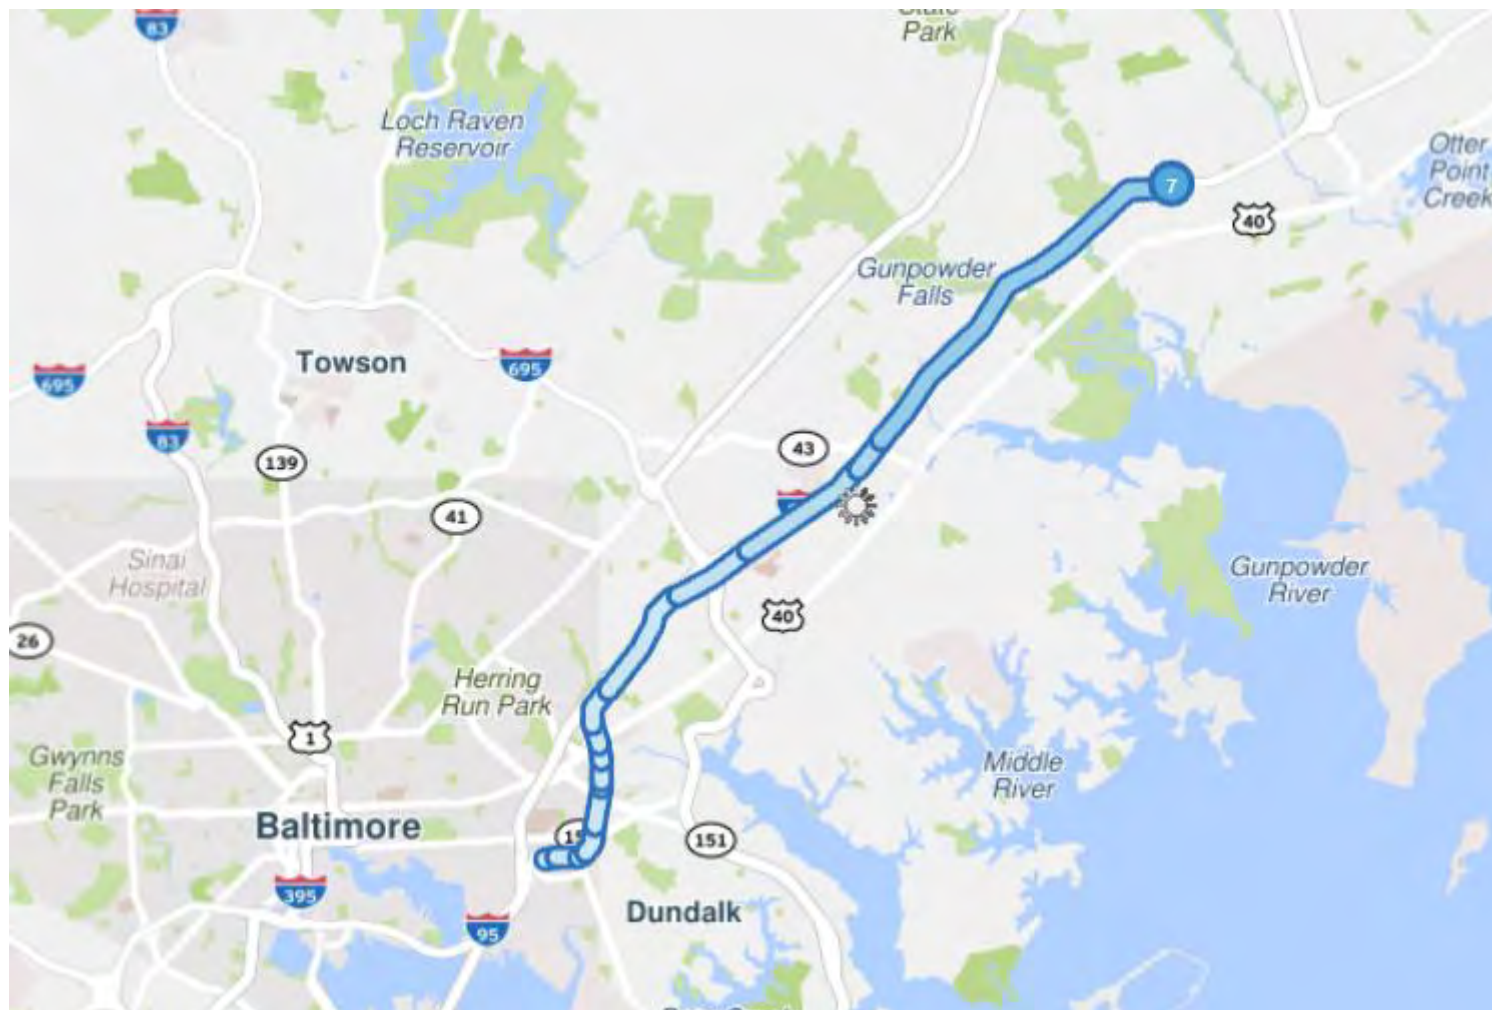 83
State
Park
Loch Raven
Reservoir
Otter
Point
Creek
7
40
Gunpowder
Falls
Towson
695
695
83
139
43
41
Sinai
Hospital
Gunpowder
River
40
26
Herring
Run Park
1
Gwynns
Falls
Park
Middle
River
Baltimore
151
395
Dundalk
95